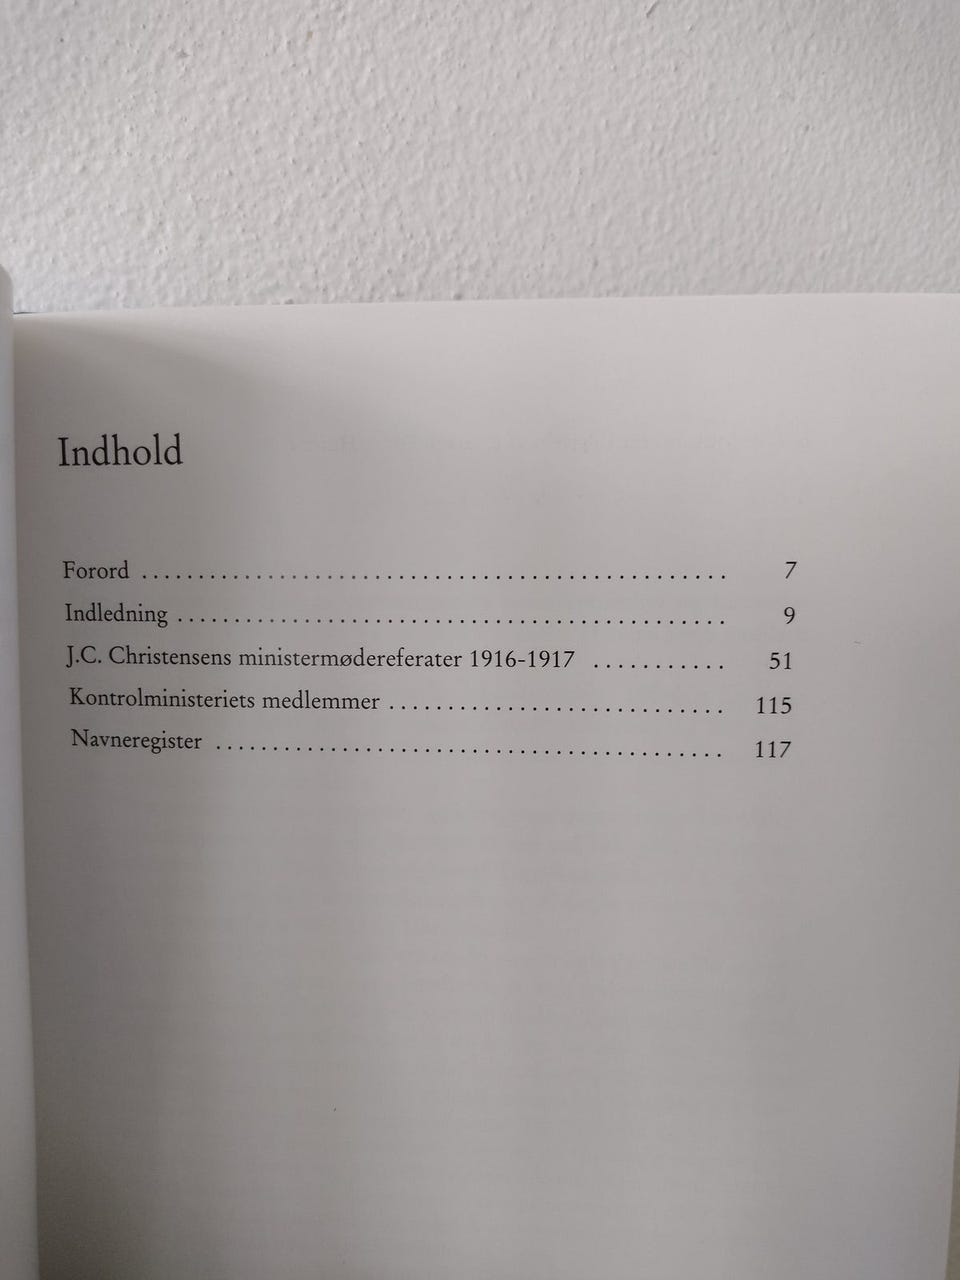 Indhold
Forord .................................................... 7
Indledning ................................................. 9
J.C. Christensens ministermødereferater 1916-1917 ........... 51
Kontrolministeriets medlemmer .............................. 115
Navneregister ............................................. 117